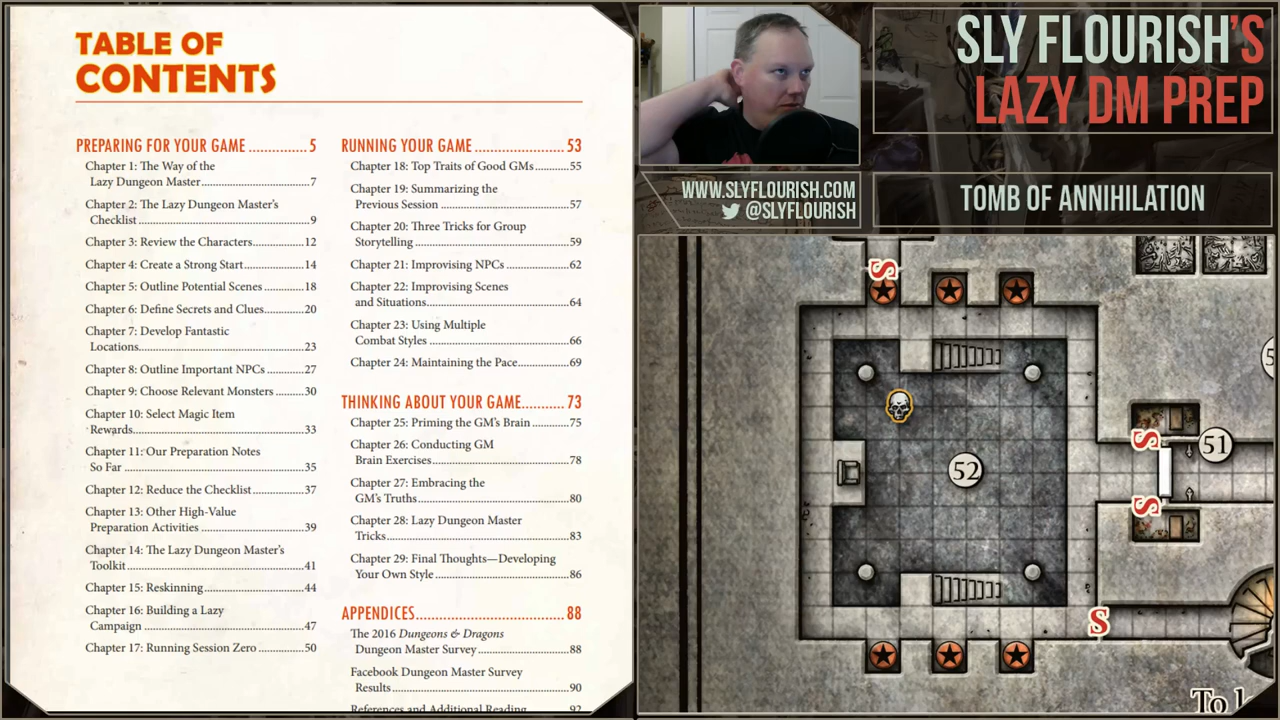 TABLE OF
CONTENTS
PREPARING FOR YOUR GAME .............. 5
Chapter 1: The Way of the
Lazy Dungeon Master ........ 7
Chapter 2: The Lazy Dungeon Master's
Checklist ........ 9
Chapter 3: Review the Characters ........ 12
Chapter 4: Create a Strong Start ........ 14
Chapter 5: Outline Potential Scenes ........ 18
Chapter 6: Define Secrets and Clues ........ 20
Chapter 7: Develop Fantastic
Locations ........ 23
Chapter 8: Outline Important NPCs ........ 27
Chapter 9: Choose Relevant Monsters ........ 30
Chapter 10: Select Magic Item
Rewards ........ 33
Chapter 11: Our Preparation Notes
So Far ........ 35
Chapter 12: Reduce the Checklist ........ 37
Chapter 13: Other High-Value
Preparation Activities ........ 39
Chapter 14: The Lazy Dungeon Master's
Toolkit ........ 41
Chapter 15: Reskinning ........ 44
Chapter 16: Building a Lazy
Campaign ........ 47
Chapter 17: Running Session Zero ........ 50
RUNNING YOUR GAME ........ 53
Chapter 18: Top Traits of Good GMs ........ 55
Chapter 19: Summarizing the
Previous Session ........ 57
Chapter 20: Three Tricks for Group
Storytelling ........ 59
Chapter 21: Improvising NPCs ........ 62
Chapter 22: Improvising Scenes
and Situations ........ 64
Chapter 23: Using Multiple
Combat Styles ........ 66
Chapter 24: Maintaining the Pace ........ 69
THINKING ABOUT YOUR GAME ........ 73
Chapter 25: Priming the GM's Brain ........ 75
Chapter 26: Conducting GM
Brain Exercises ........ 78
Chapter 27: Embracing the
GM's Truths ........ 80
Chapter 28: Lazy Dungeon Master
Tricks ........ 83
Chapter 29: Final Thoughts—Developing
Your Own Style ........ 86
APPENDICES ........ 88
The 2016 Dungeons & Dragons
Dungeon Master Survey ........ 88
Facebook Dungeon Master Survey
Results ........ 90
References and Additional Reading ........ 92
SLY FLOURISH'S
LAZY DM PREP
WWW.SLYFLOURISH.COM
@SLYFLOURISH
TOMB OF ANNIHILATION
S
S
51
52
S
S
To